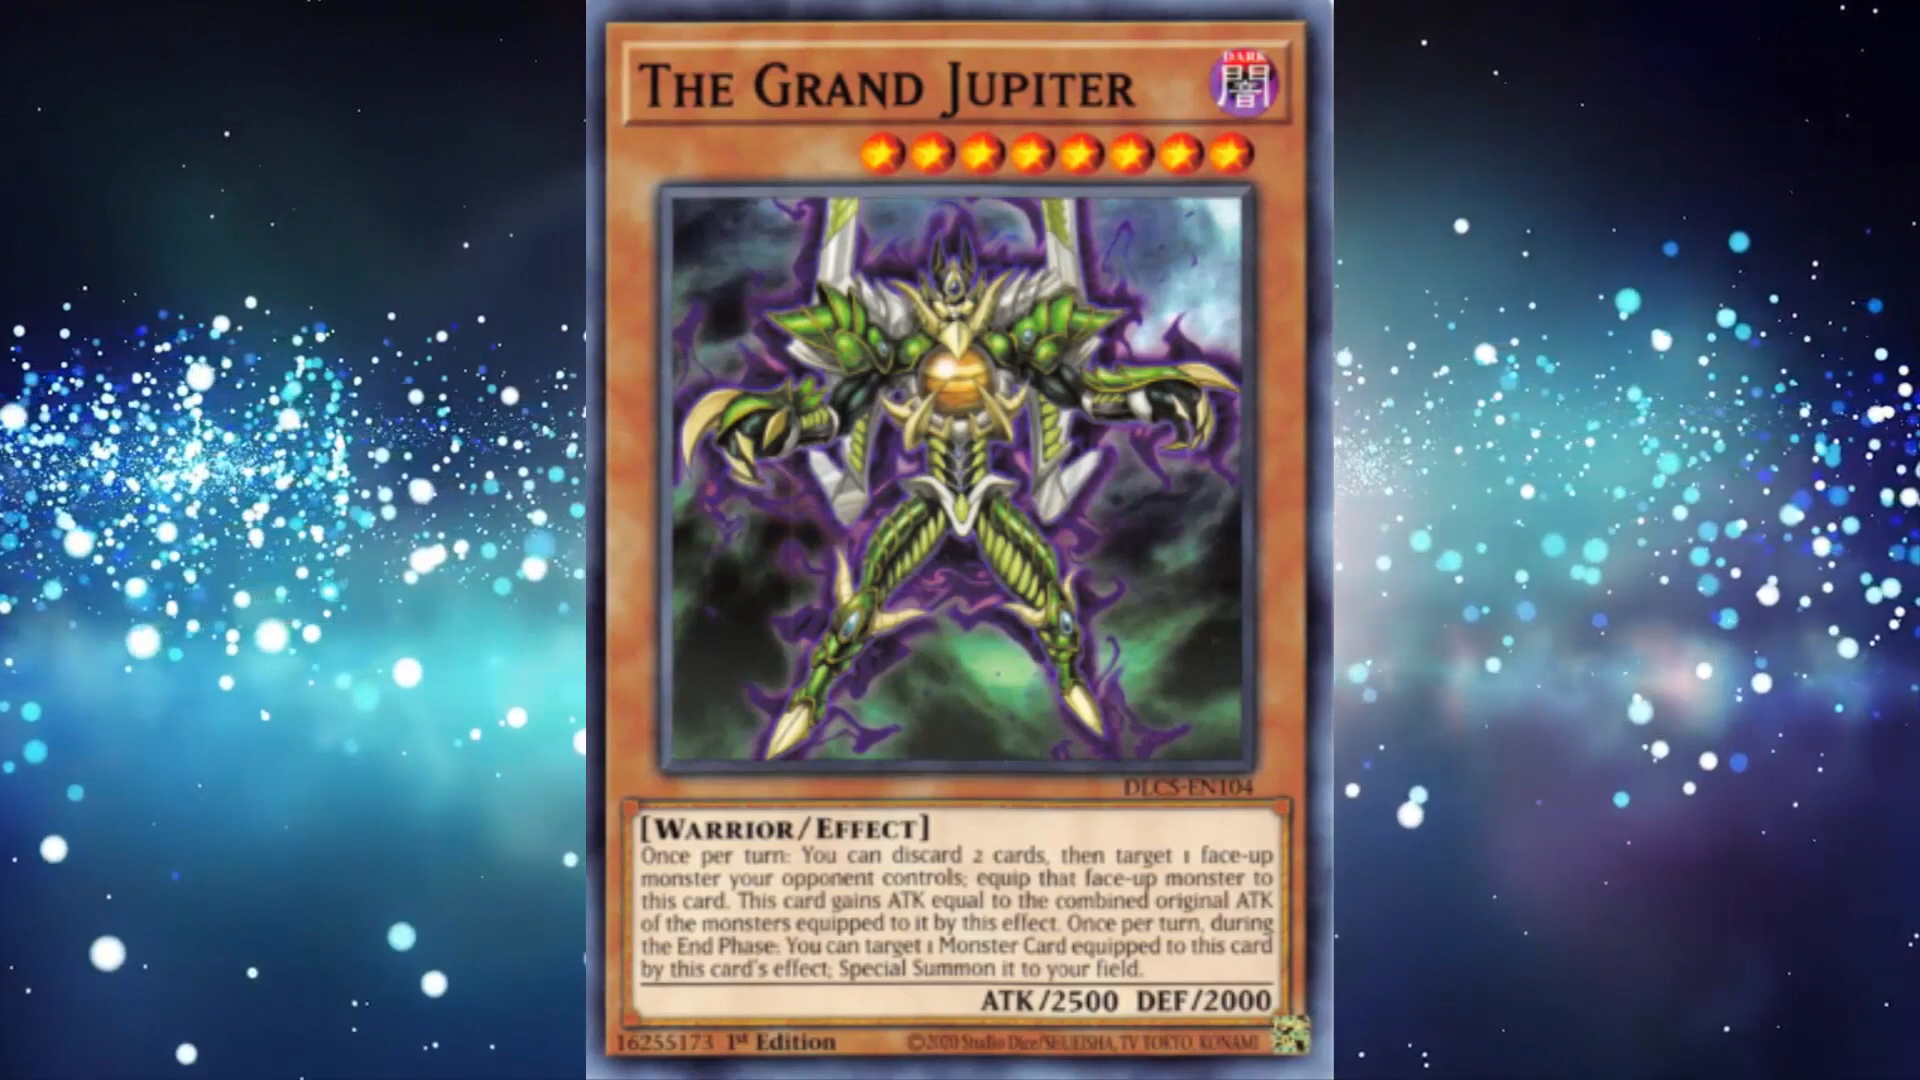 THE GRAND JUPITER
DARK
闇
DLCS-EN104
[WARRIOR/EFFECT]
Once per turn: You can discard 2 cards, then target 1 face-up
monster your opponent controls; equip that face-up monster to
this card. This card gains ATK equal to the combined original ATK
of the monsters equipped to it by this effect. Once per turn, during
the End Phase: You can target 1 Monster Card equipped to this card
by this card's effect; Special Summon it to your field.
ATK/2500 DEF/2000
16255173 1st Edition ©2020 Studio Dice/SHUEISHA, TV TOKYO, KONAMI